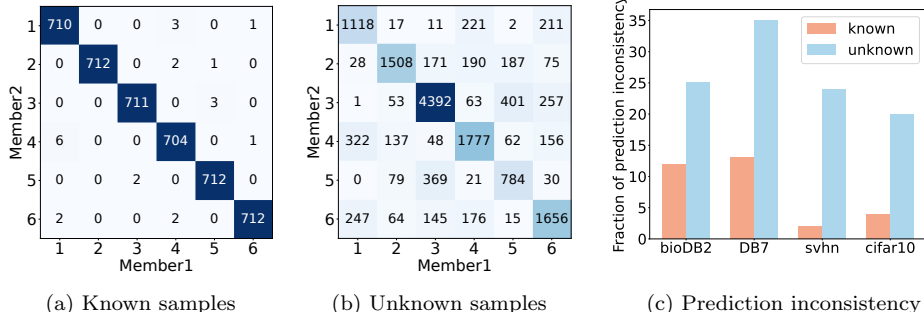 1 710 0 0 3 0 1
2 0 712 0 2 1 0
3 0 0 711 0 3 0
4 6 0 0 704 0 1
5 0 0 2 0 712 0
6 2 0 0 2 0 712
1 2 3 4 5 6
Member2
Member1
(a) Known samples
1 1118 17 11 221 2 211
2 28 1508 171 190 187 75
3 1 53 4392 63 401 257
4 322 137 48 1777 62 156
5 0 79 369 21 784 30
6 247 64 145 176 15 1656
1 2 3 4 5 6
Member2
Member1
(b) Unknown samples
Fraction of prediction inconsistency
35
30
25
20
15
10
5
0
known
unknown
bioDB2 DB7 svhn cifar10
(c) Prediction inconsistency